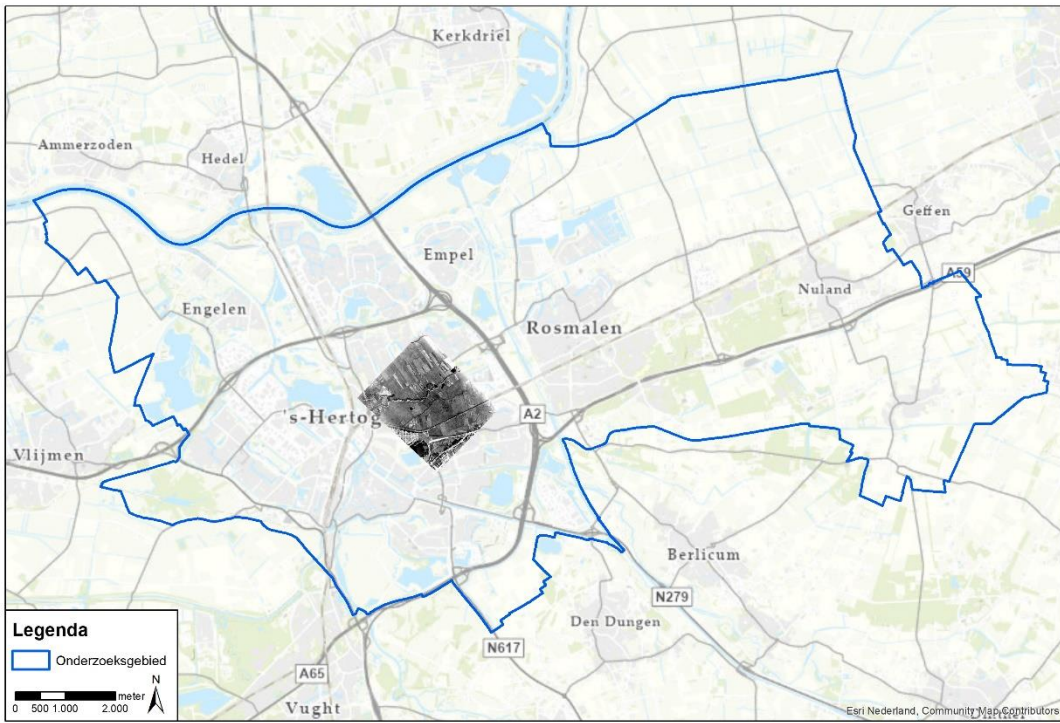 Kerkdriel
Ammerzoden
Hedel
Geffen
Empel
A59
Nuland
Engelen
Rosmalen
's-Hertog
A2
Vlijmen
Berlicum
N279
Den Dungen
N617
A65
Vught
Legenda
Onderzoeksgebied
N
meter
0 500 1.000 2.000
Esri Nederland, Community Map Contributors